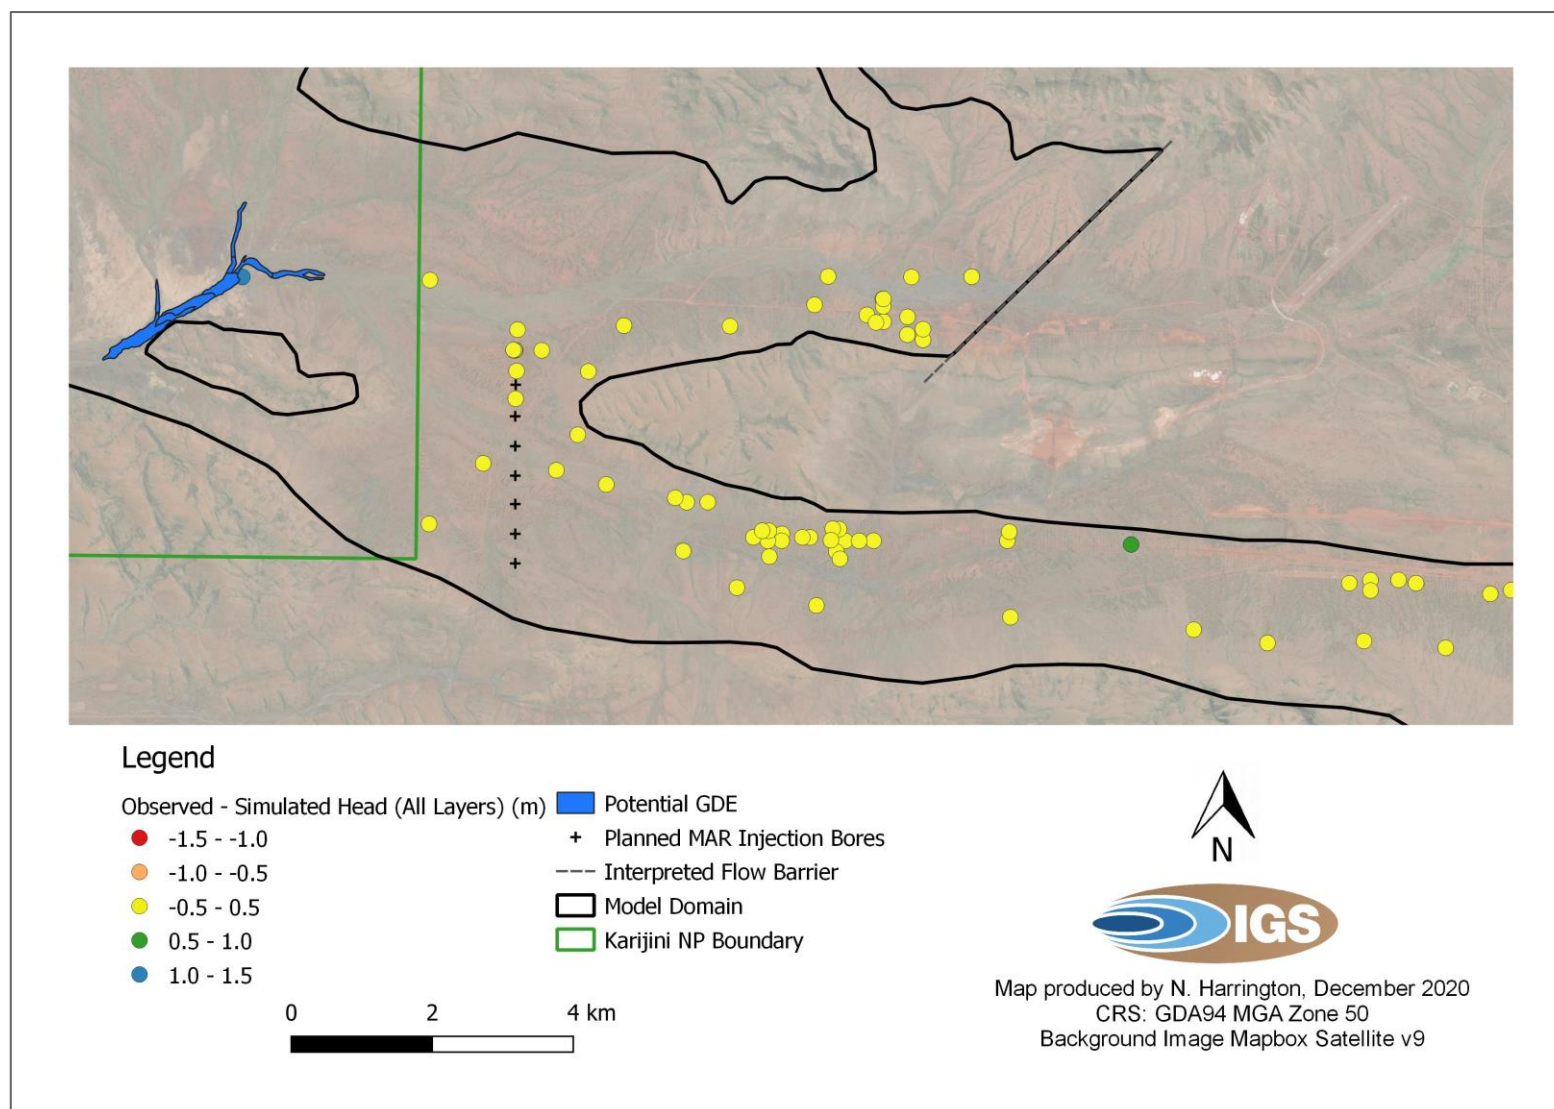 Legend
Observed - Simulated Head (All Layers) (m)
-1.5 - -1.0
-1.0 - -0.5
-0.5 - 0.5
0.5 - 1.0
1.0 - 1.5
Potential GDE
Planned MAR Injection Bores
Interpreted Flow Barrier
Model Domain
Karijini NP Boundary
0 2 4 km
N
IGS
Map produced by N. Harrington, December 2020
CRS: GDA94 MGA Zone 50
Background Image Mapbox Satellite v9